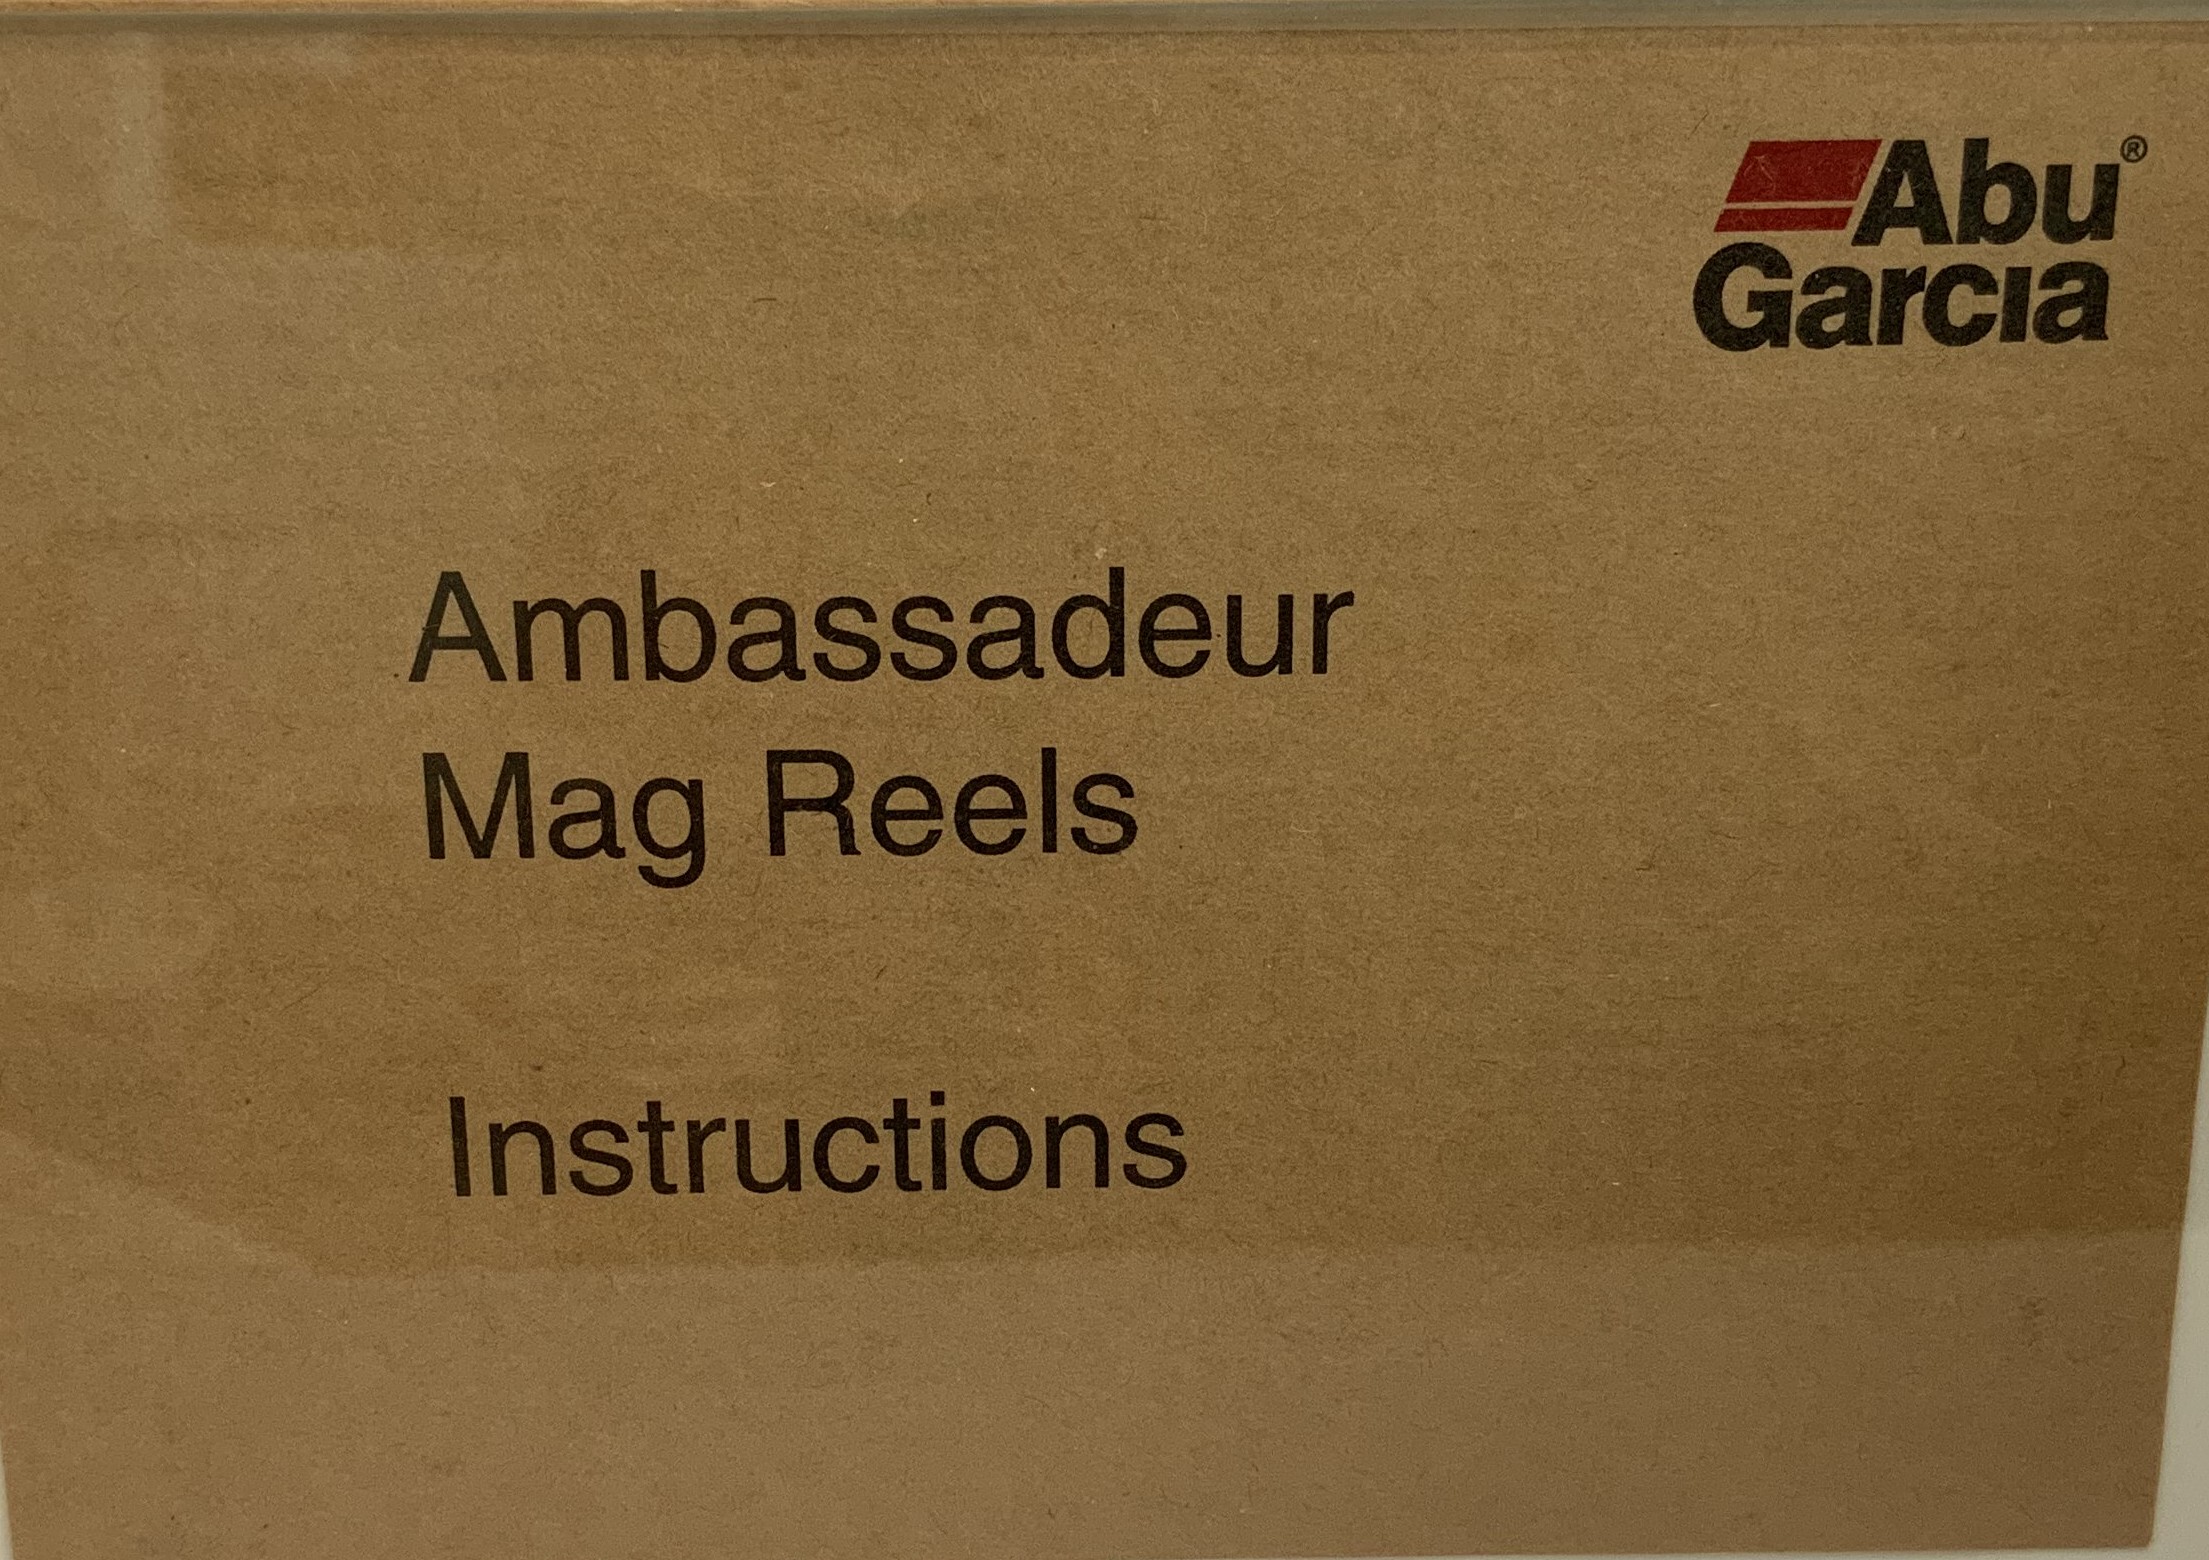 Abu®
Garcia
Ambassadeur
Mag Reels
Instructions